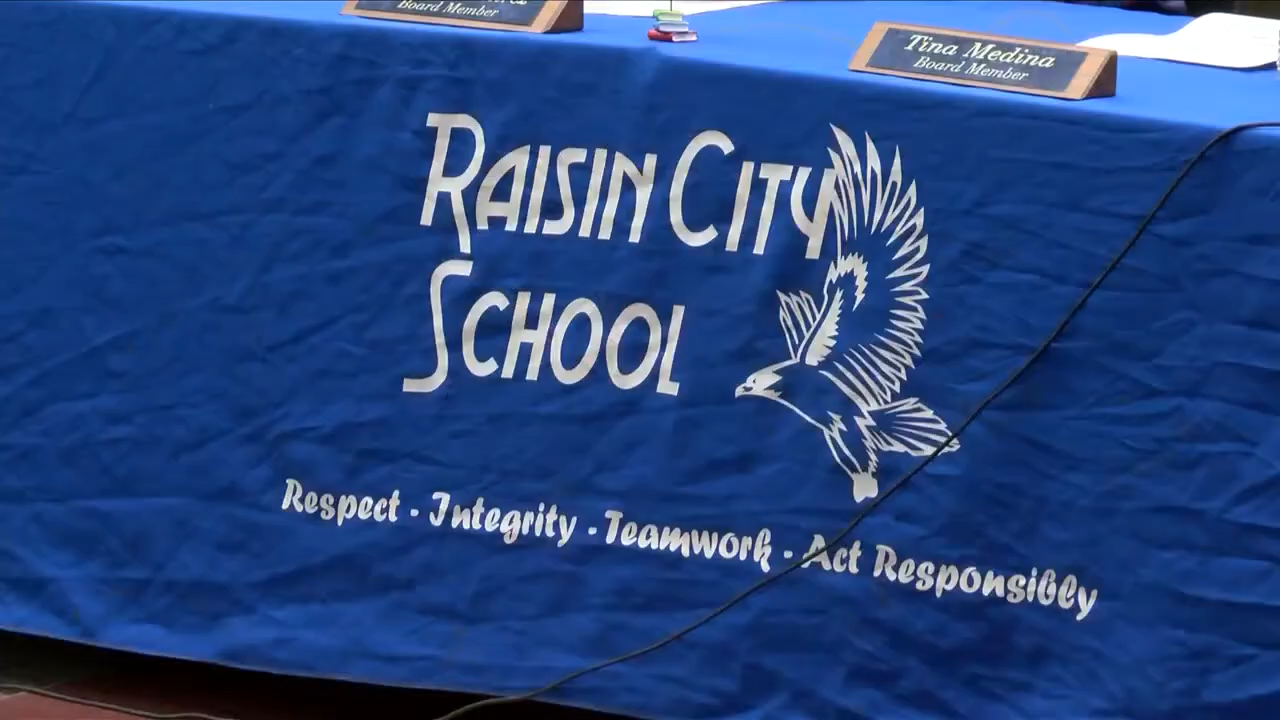 Board Member
Tina Medina
Board Member
RAISIN CITY
SCHOOL
Respect - Integrity - Teamwork - Act Responsibly